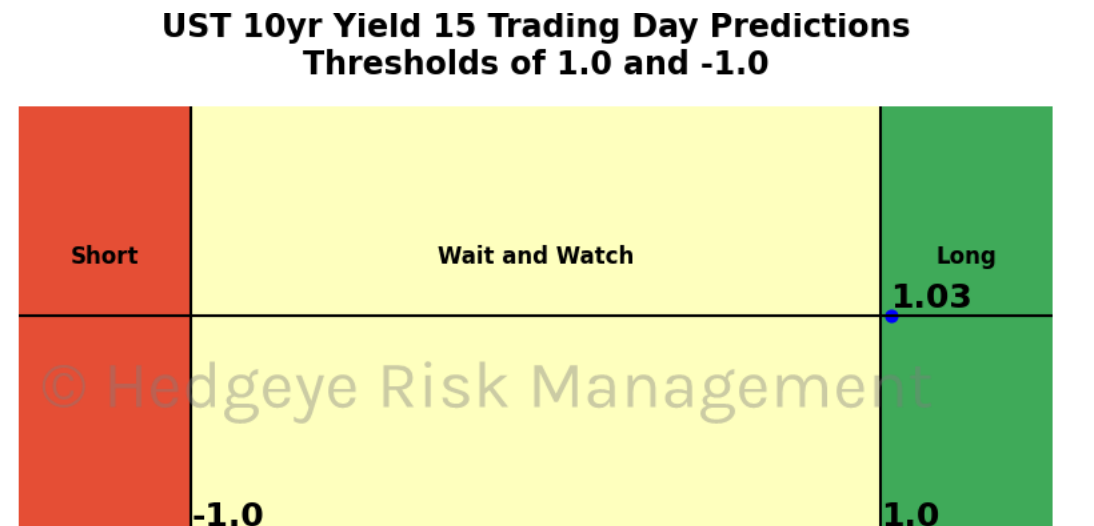 UST 10yr Yield 15 Trading Day Predictions
Thresholds of 1.0 and -1.0
Short
Wait and Watch
Long
1.03
© Hedgeye Risk Management
-1.0
1.0